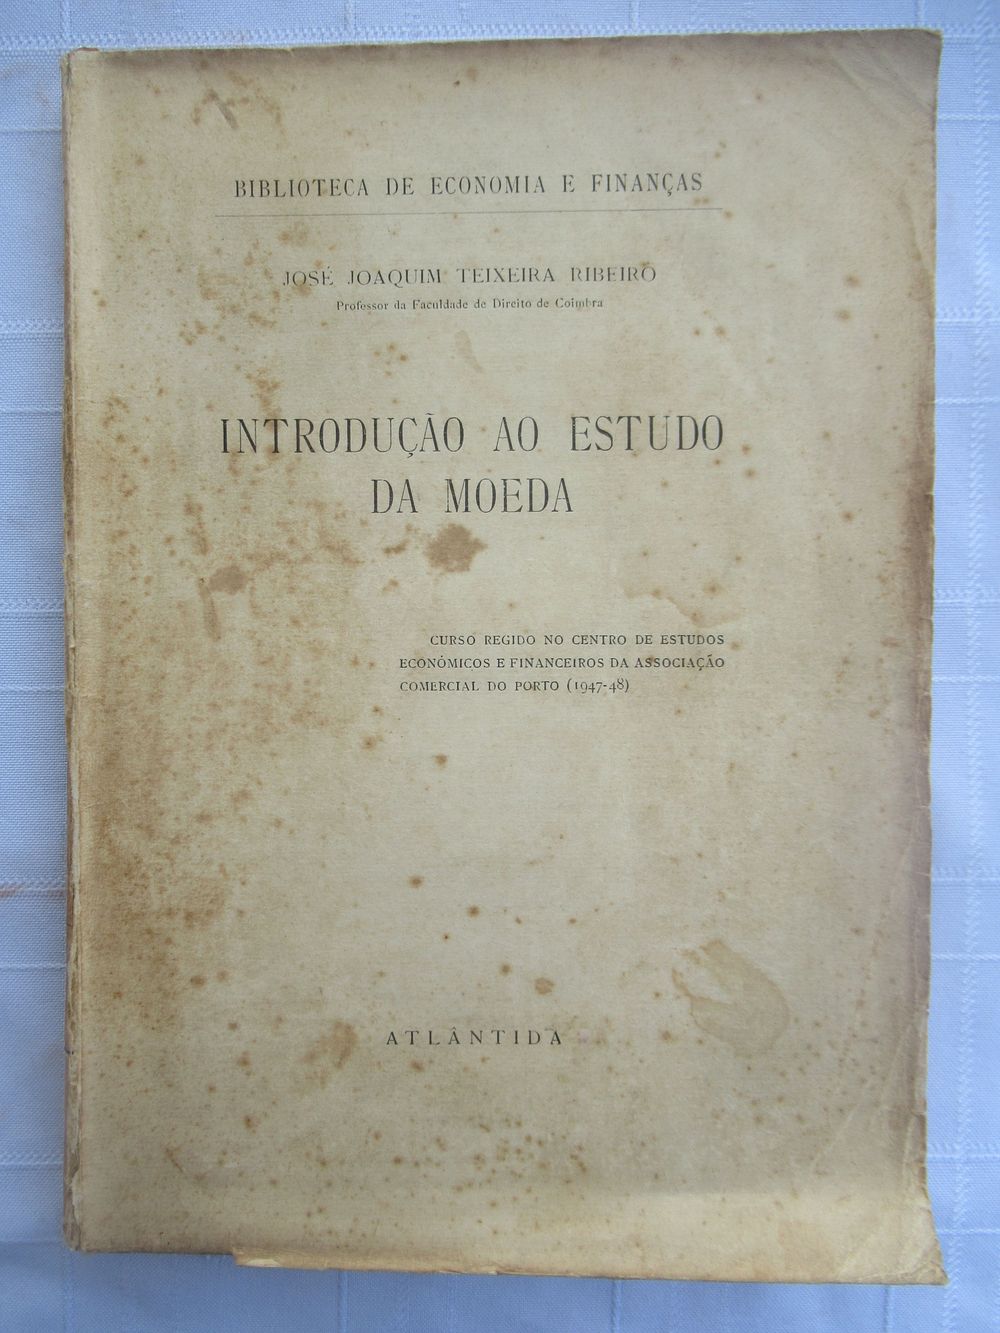 BIBLIOTECA DE ECONOMIA E FINANÇAS
JOSÉ JOAQUIM TEIXEIRA RIBEIRO
Professor da Faculdade de Direito de Coimbra
INTRODUÇÃO AO ESTUDO
DA MOEDA
CURSO REGIDO NO CENTRO DE ESTUDOS
ECONÓMICOS E FINANCEIROS DA ASSOCIAÇÃO
COMERCIAL DO PORTO (1947-48)
ATLÂNTIDA